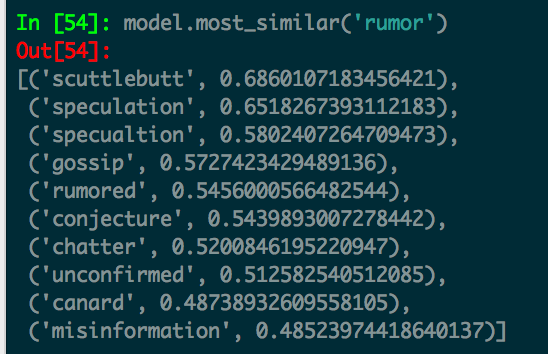 In [54]: model.most_similar('rumor')
Out[54]:
[('scuttlebutt', 0.6860107183456421),
('speculation', 0.6518267393112183),
('specualtion', 0.5802407264709473),
('gossip', 0.5727423429489136),
('rumored', 0.5456000566482544),
('conjecture', 0.5439893007278442),
('chatter', 0.5200846195220947),
('unconfirmed', 0.512582540512085),
('canard', 0.48738932609558105),
('misinformation', 0.48523974418640137)]